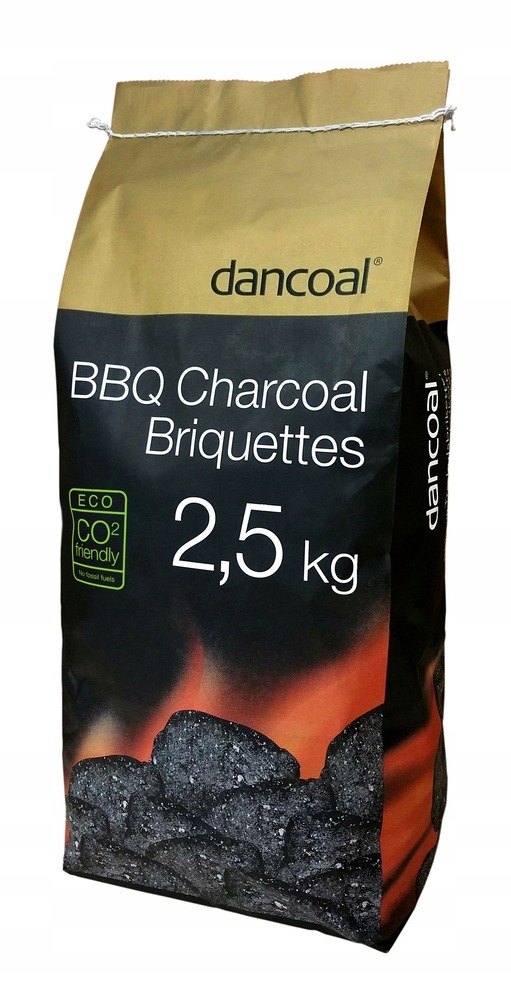 dancoal®
BBQ Charcoal
Briquettes
ECO
CO²
friendly
No fossil fuels
2,5 kg
dancoal®